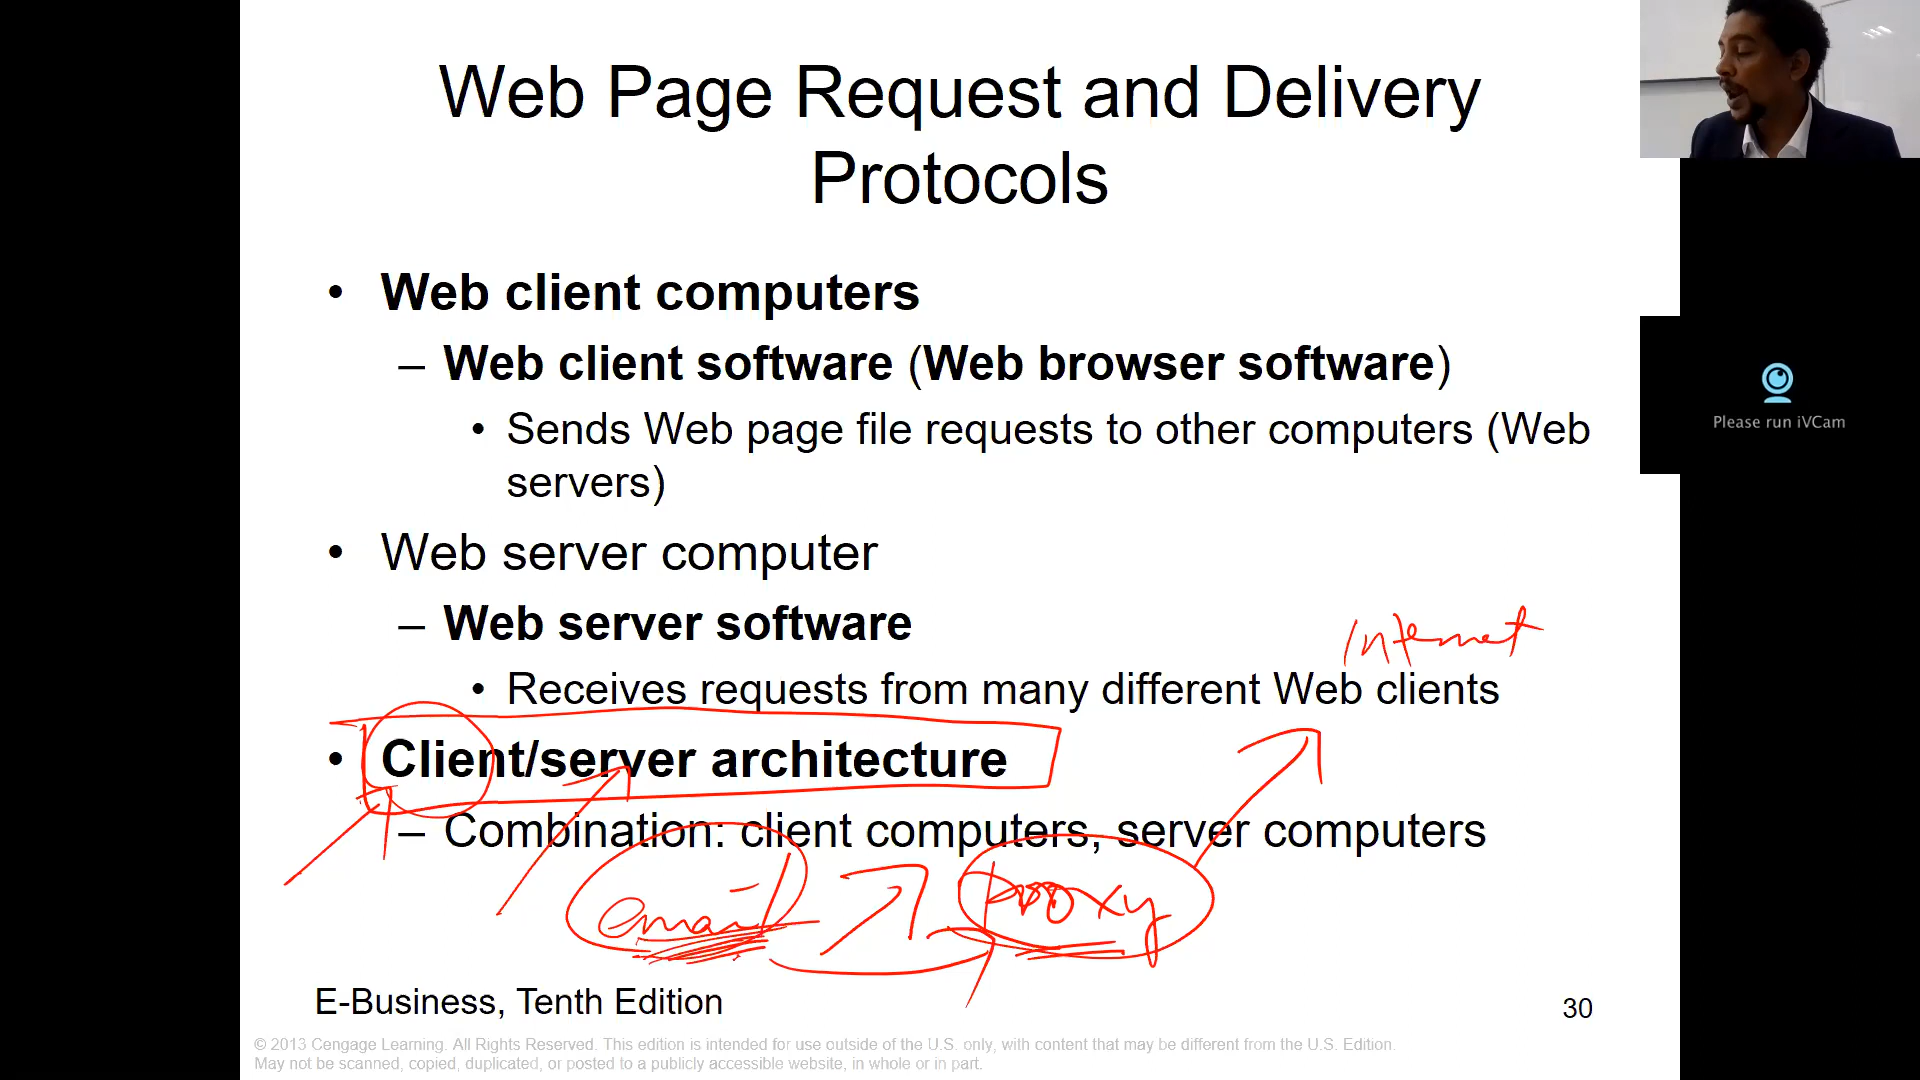 Web Page Request and Delivery
Protocols
• Web client computers
– Web client software (Web browser software)
• Sends Web page file requests to other computers (Web
servers)
• Web server computer
– Web server software
Internet
• Receives requests from many different Web clients
• Client/server architecture
– Combination: client computers, server computers
email proxy
E-Business, Tenth Edition
30
© 2013 Cengage Learning. All Rights Reserved. This edition is intended for use outside of the U.S. only, with content that may be different from the U.S. Edition.
May not be scanned, copied, duplicated, or posted to a publicly accessible website, in whole or in part.
Please run iVCam